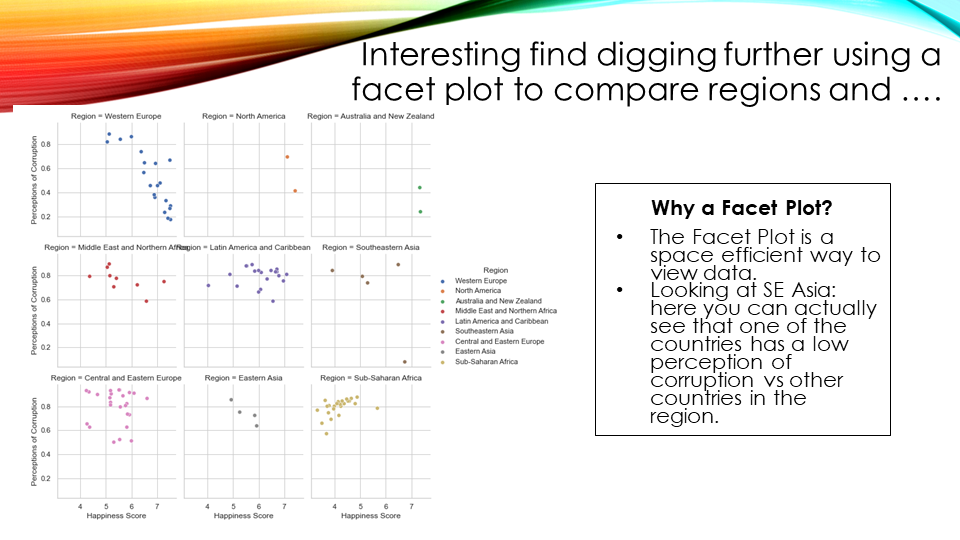 Interesting find digging further using a
facet plot to compare regions and ….
Region = Western Europe
Region = North America
Region = Australia and New Zealand
Perceptions of Corruption
0.8
0.6
0.4
0.2
Region = Middle East and Northern Africa
Region = Latin America and Caribbean
Region = Southeastern Asia
Perceptions of Corruption
0.8
0.6
0.4
0.2
Region = Central and Eastern Europe
Region = Eastern Asia
Region = Sub-Saharan Africa
Perceptions of Corruption
0.8
0.6
0.4
0.2
4 5 6 7
Happiness Score
4 5 6 7
Happiness Score
4 5 6 7
Happiness Score
Region
Western Europe
North America
Australia and New Zealand
Middle East and Northern Africa
Latin America and Caribbean
Southeastern Asia
Central and Eastern Europe
Eastern Asia
Sub-Saharan Africa
Why a Facet Plot?
• The Facet Plot is a
space efficient way to
view data.
• Looking at SE Asia:
here you can actually
see that one of the
countries has a low
perception of
corruption vs other
countries in the
region.